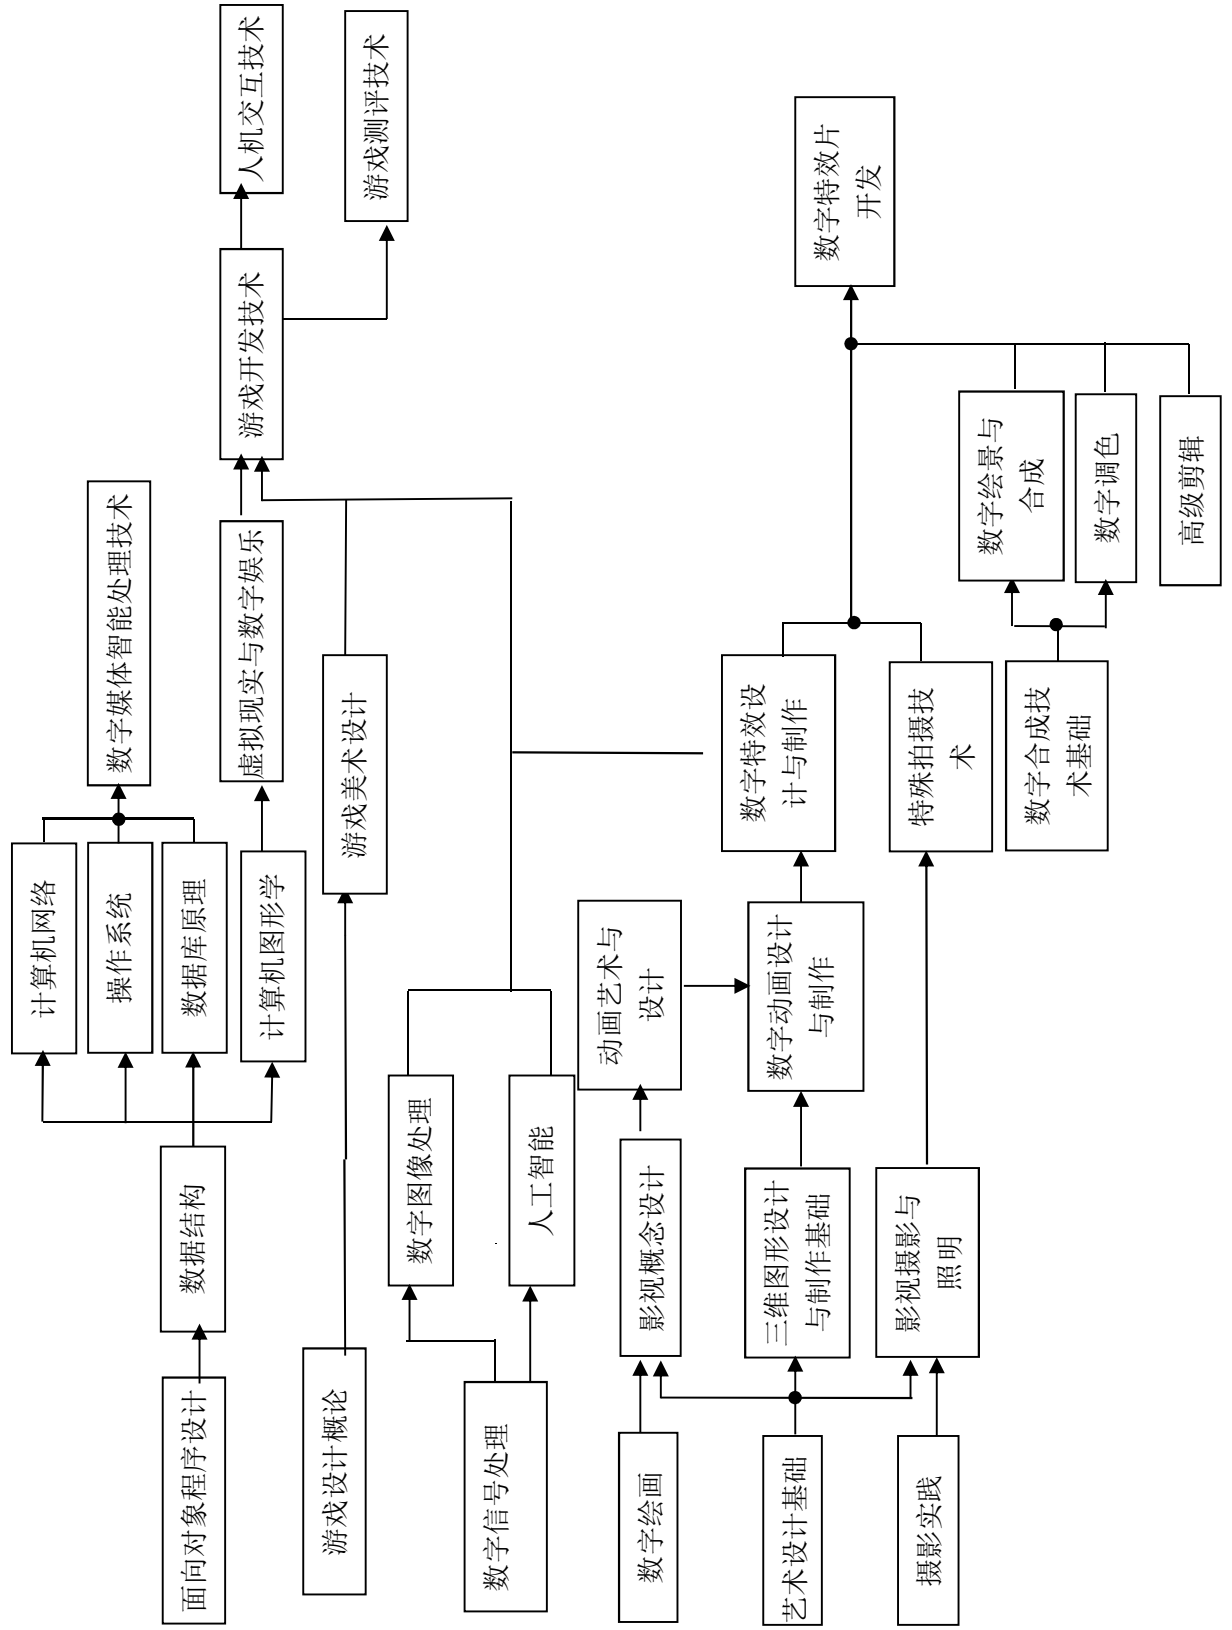 人机交互技术
游戏测评技术
数字特效片
开发
游戏开发技术
数字绘景与
合成
数字调色
高级剪辑
数字媒体智能处理技术
虚拟现实与数字娱乐
游戏美术设计
数字特效设
计与制作
特殊拍摄技
术
数字合成技
术基础
计算机网络
操作系统
数据库原理
计算机图形学
动画艺术与
设计
数字动画设计
与制作
数据结构
数字图像处理
人工智能
影视概念设计
三维图形设计
与制作基础
影视摄影与
照明
面向对象程序设计
游戏设计概论
数字信号处理
数字绘画
艺术设计基础
摄影实践